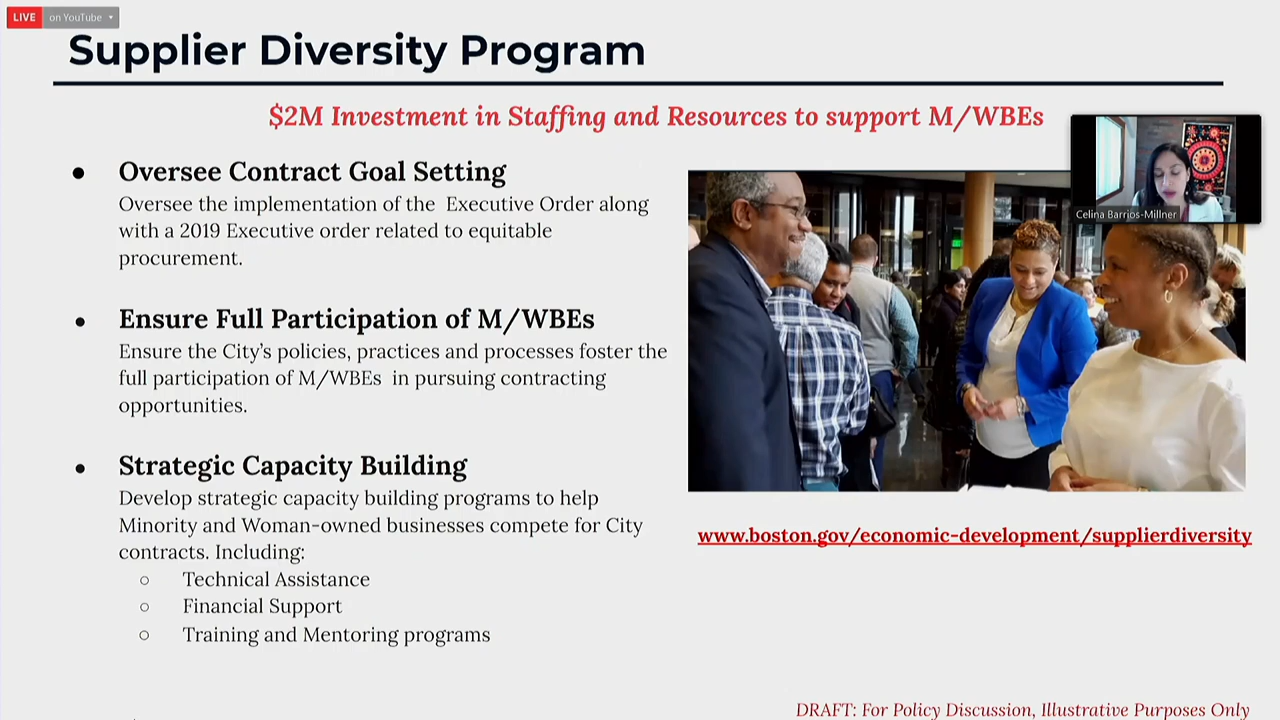 LIVE on YouTube
Supplier Diversity Program
$2M Investment in Staffing and Resources to support M/WBEs
● Oversee Contract Goal Setting
Oversee the implementation of the Executive Order along
with a 2019 Executive order related to equitable
procurement.
● Ensure Full Participation of M/WBEs
Ensure the City's policies, practices and processes foster the
full participation of M/WBEs in pursuing contracting
opportunities.
● Strategic Capacity Building
Develop strategic capacity building programs to help
Minority and Woman-owned businesses compete for City
contracts. Including:
○ Technical Assistance
○ Financial Support
○ Training and Mentoring programs
Celina Barrios-Millner
www.boston.gov/economic-development/supplierdiversity
DRAFT: For Policy Discussion, Illustrative Purposes Only